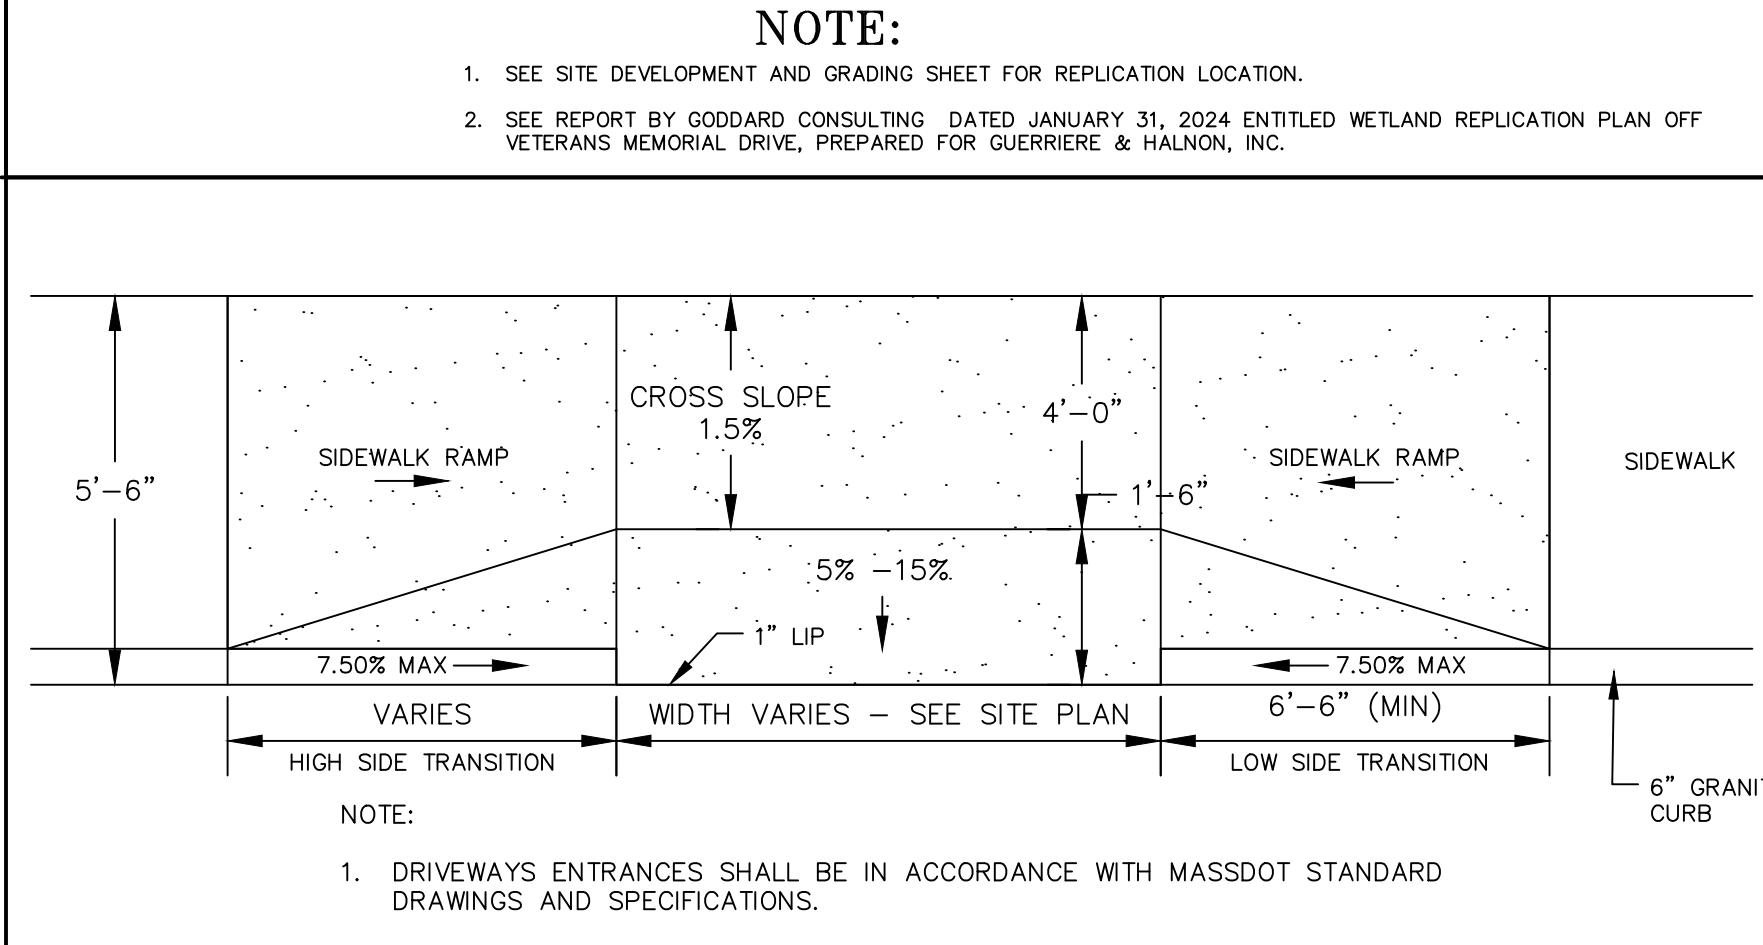 NOTE:
1. SEE SITE DEVELOPMENT AND GRADING SHEET FOR REPLICATION LOCATION.
2. SEE REPORT BY GODDARD CONSULTING DATED JANUARY 31, 2024 ENTITLED WETLAND REPLICATION PLAN OFF
VETERANS MEMORIAL DRIVE, PREPARED FOR GUERRIERE & HALNON, INC.
CROSS SLOPE
1.5%
4'-0"
SIDEWALK RAMP
SIDEWALK RAMP
SIDEWALK
5'-6"
1'-6"
5% -15%
1" LIP
7.50% MAX
7.50% MAX
VARIES
WIDTH VARIES - SEE SITE PLAN
6'-6" (MIN)
HIGH SIDE TRANSITION
LOW SIDE TRANSITION
6" GRANIT
CURB
NOTE:
1. DRIVEWAYS ENTRANCES SHALL BE IN ACCORDANCE WITH MASSDOT STANDARD
DRAWINGS AND SPECIFICATIONS.